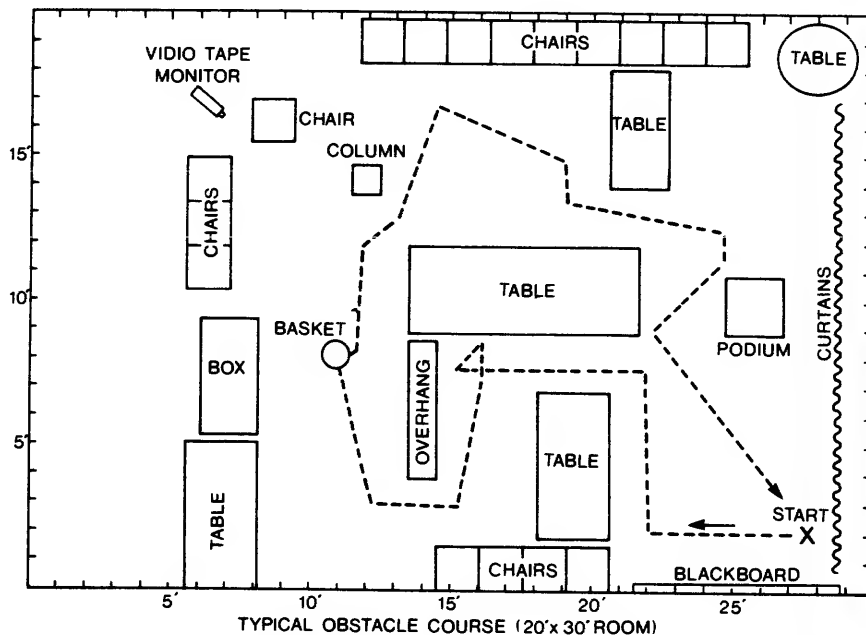 CHAIRS
TABLE
VIDIO TAPE
MONITOR
CHAIR
TABLE
15'
COLUMN
CHAIRS
TABLE
CURTAINS
10'
BASKET
PODIUM
BOX
OVERHANG
5'
TABLE
TABLE
START
X
CHAIRS
BLACKBOARD
5'
10'
15'
20'
25'
TYPICAL OBSTACLE COURSE (20'x 30' ROOM)